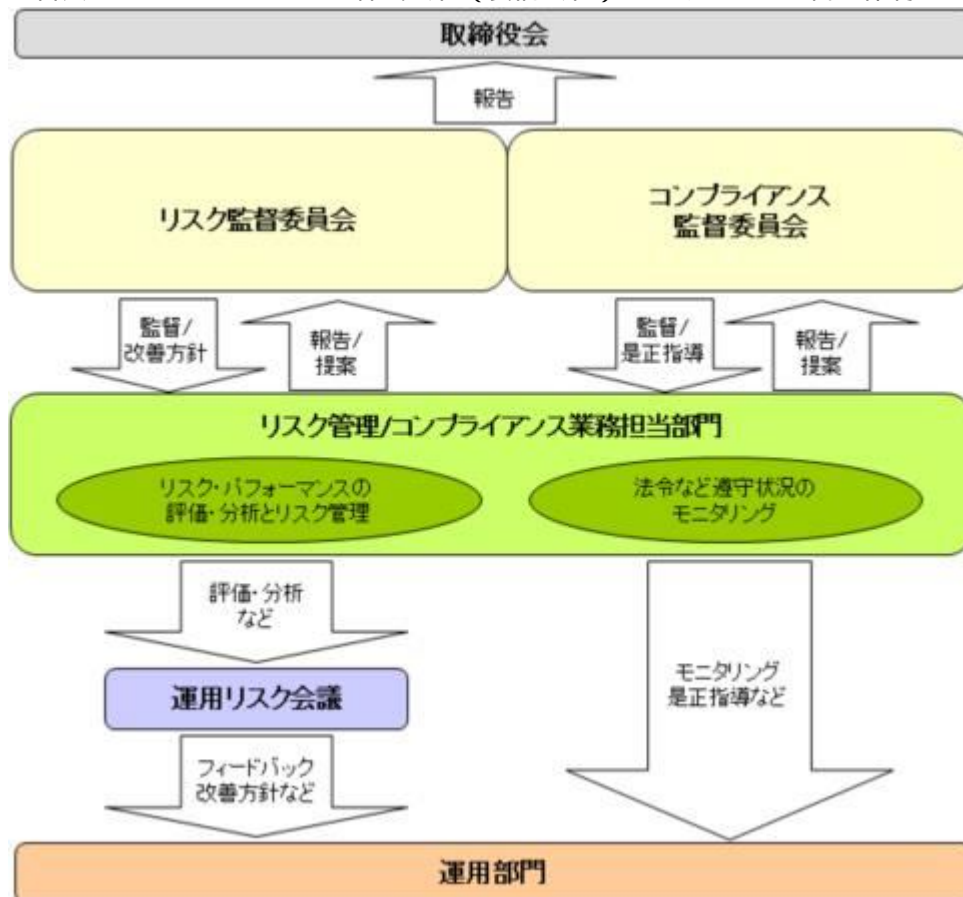 取締役会
報告
リスク監督委員会
コンプライアンス
監督委員会
監督/
改善方針
報告/
提案
監督/
是正指導
報告/
提案
リスク管理/コンプライアンス業務担当部門
リスク・パフォーマンスの
評価・分析とリスク管理
法令など遵守状況の
モニタリング
評価・分析
など
運用リスク会議
モニタリング
是正指導など
フィードバック
改善方針など
運用部門